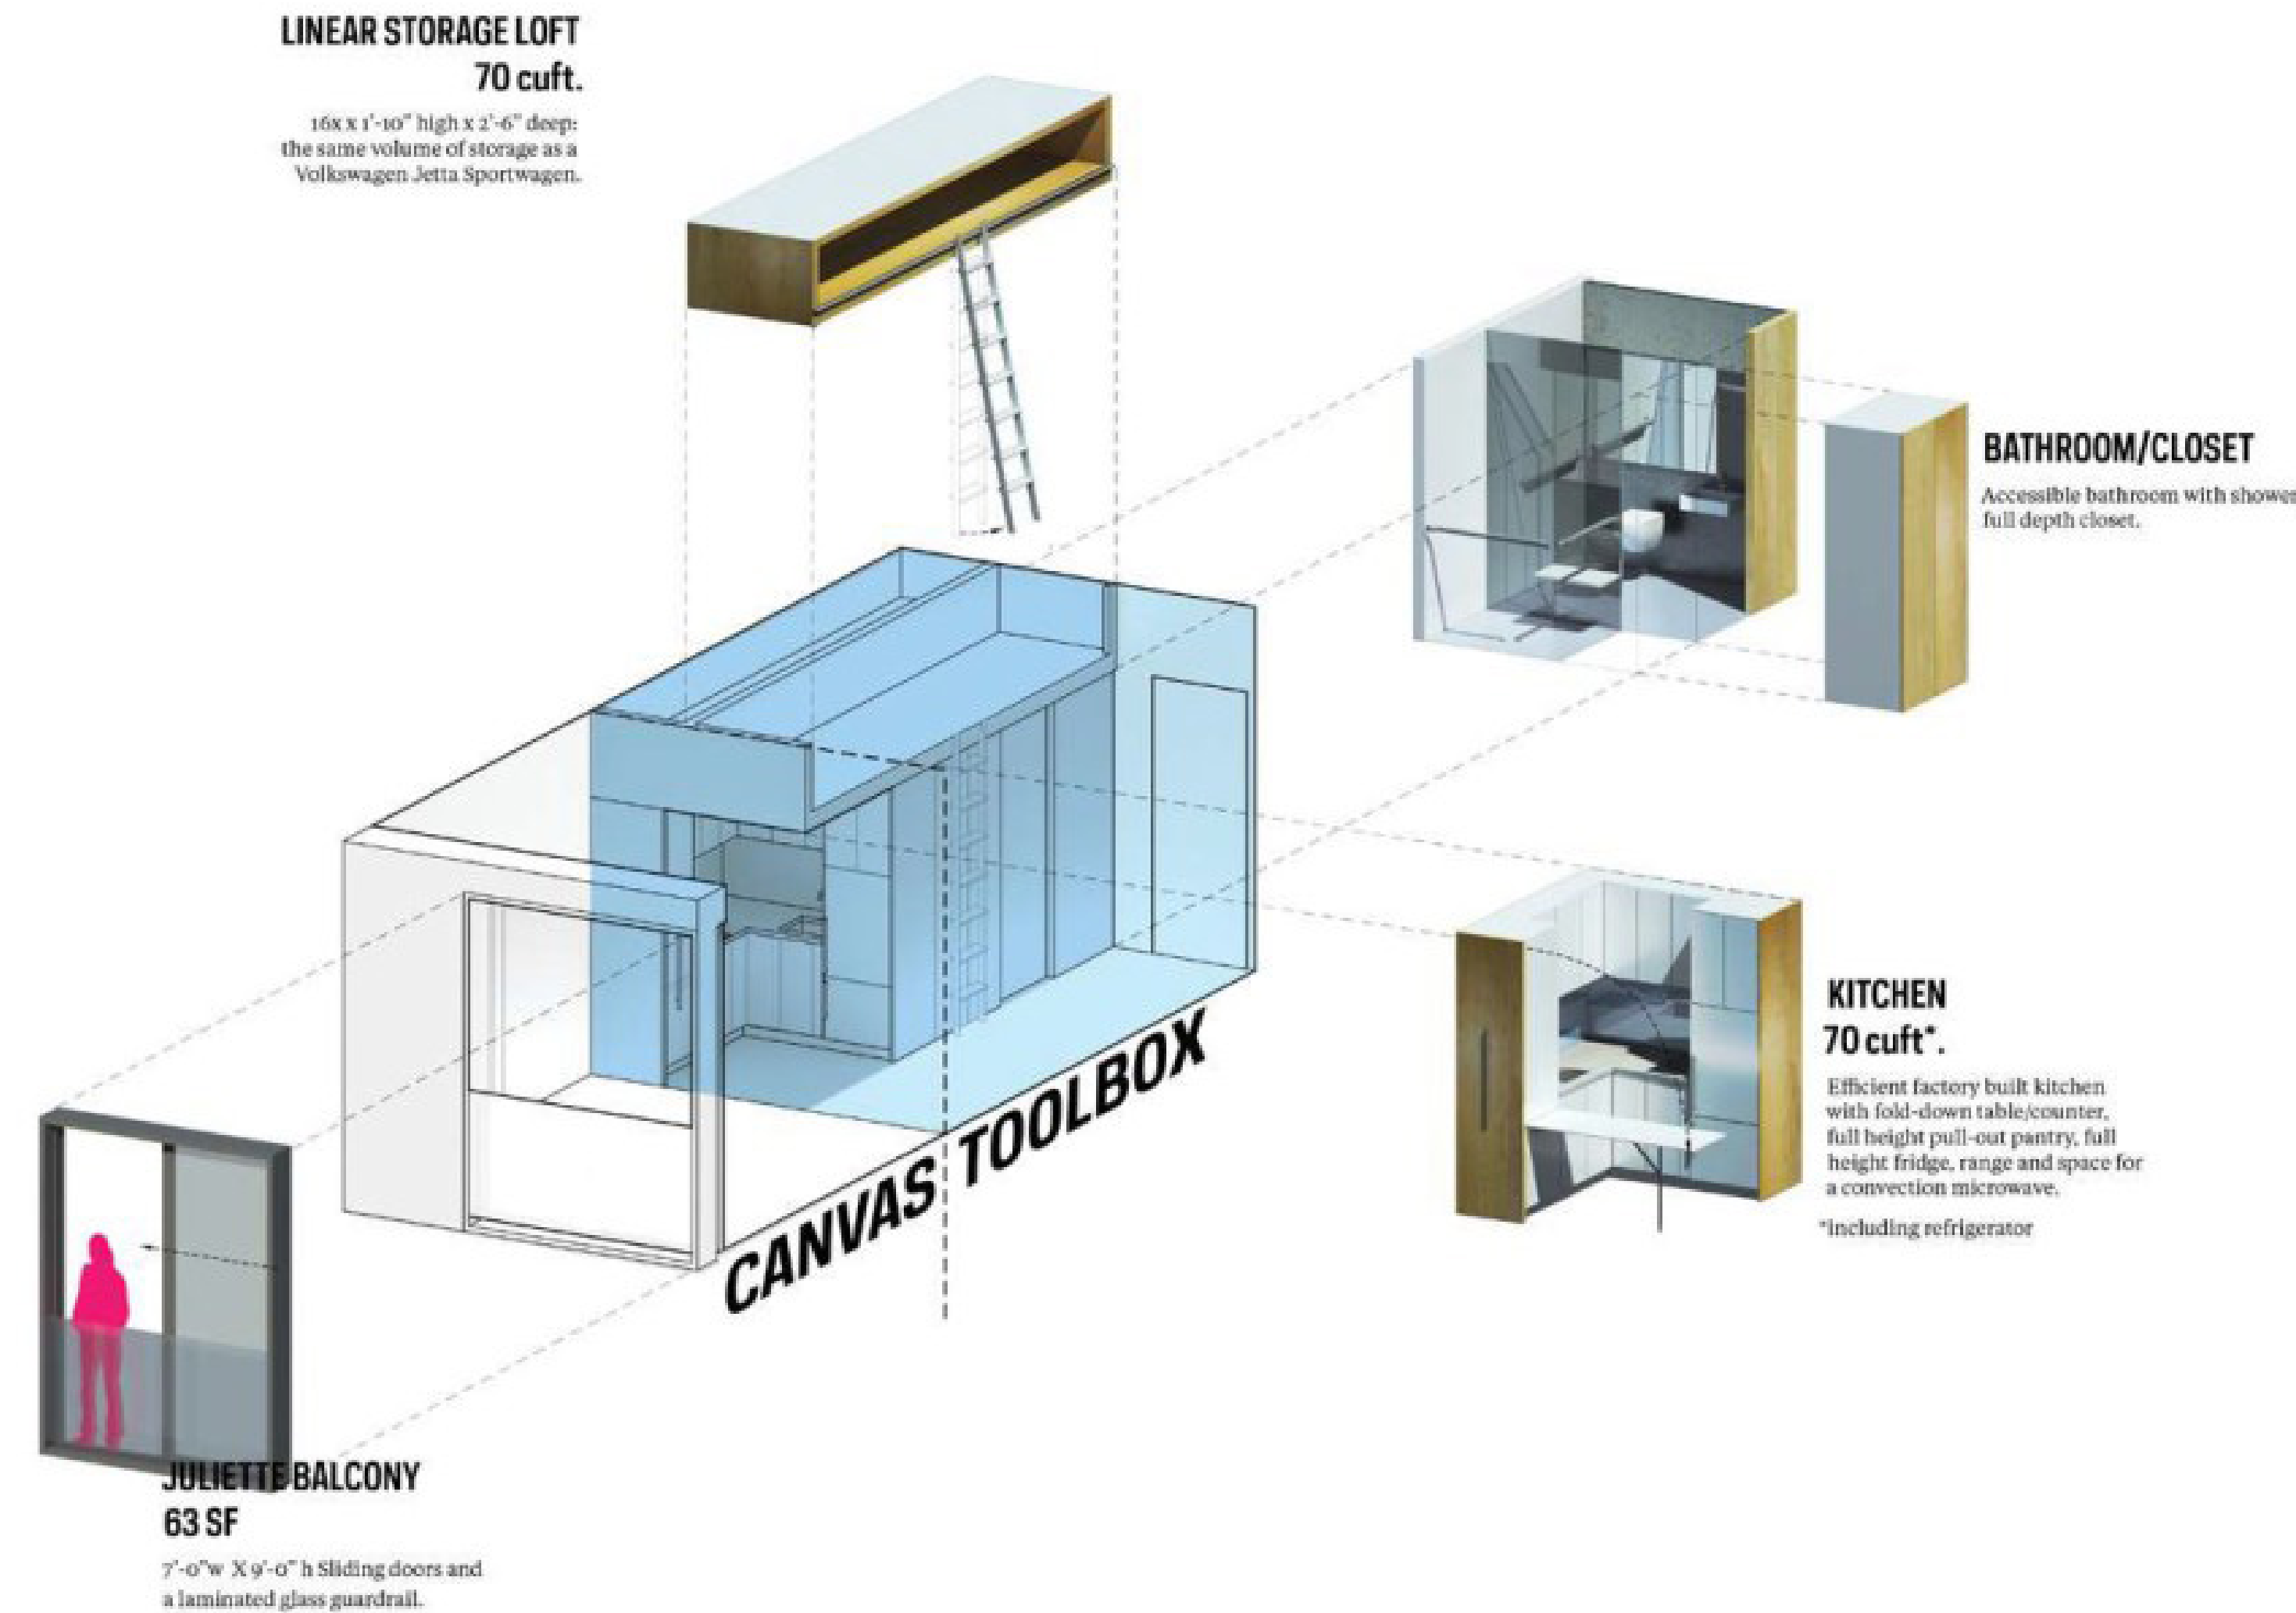 LINEAR STORAGE LOFT
70 cuft.
16x x 1'-10" high x 2'-6" deep:
the same volume of storage as a
Volkswagen Jetta Sportwagen.
BATHROOM/CLOSET
Accessible bathroom with shower
full depth closet.
CANVAS TOOLBOX
KITCHEN
70 cuft*.
Efficient factory built kitchen
with fold-down table/counter,
full height pull-out pantry, full
height fridge, range and space for
a convection microwave.
*including refrigerator
JULIETTE BALCONY
63 SF
7'-0"w X 9'-0" h Sliding doors and
a laminated glass guardrail.